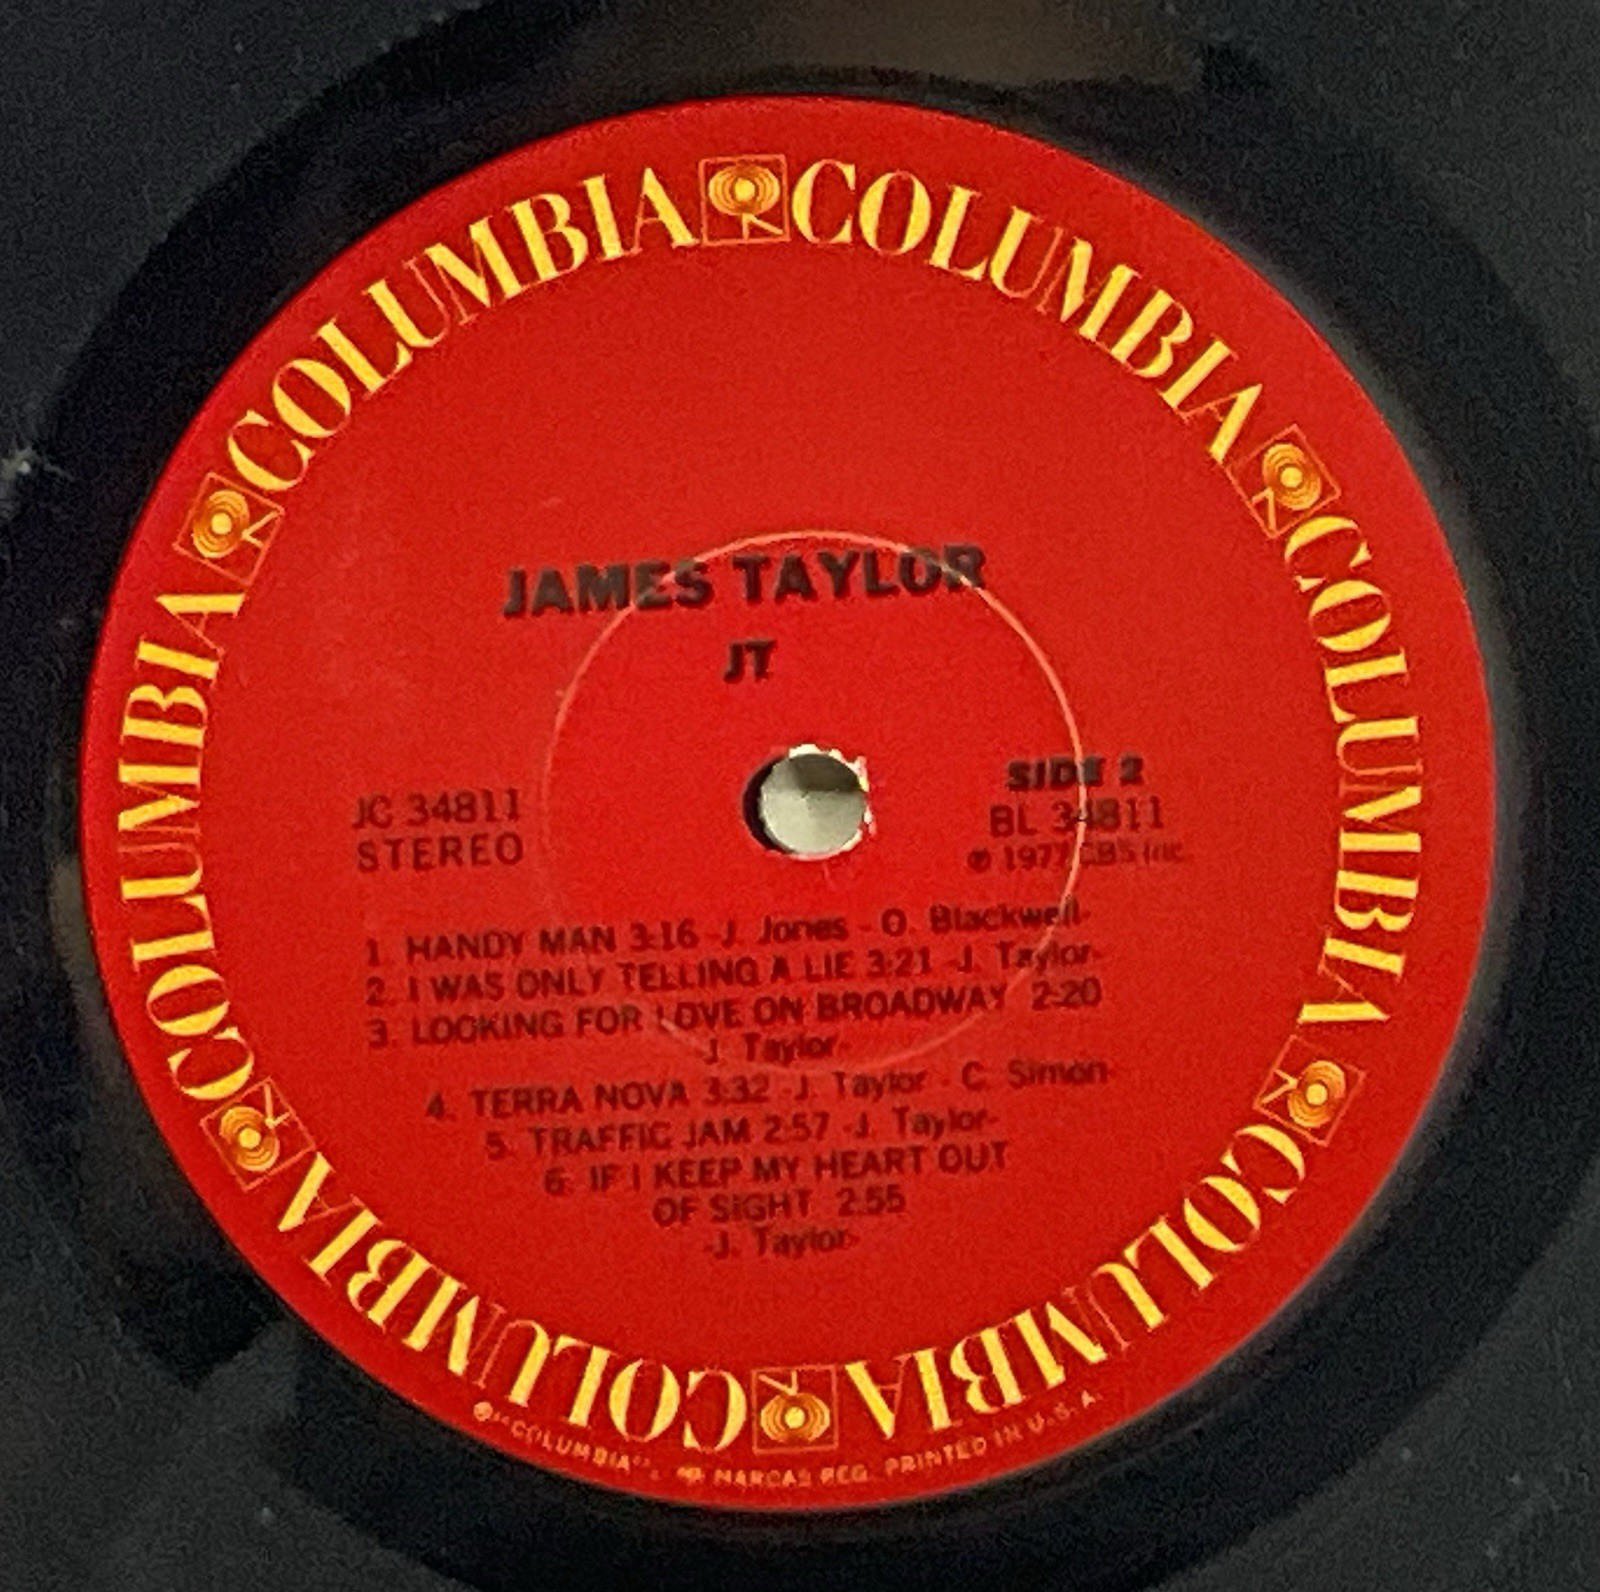 COLUMBIA COLUMBIA COLUMBIA COLUMBIA COLUMBIA COLUMBIA
JAMES TAYLOR
JT
JC 34811
STEREO
SIDE 2
BL 34811
℗ 1977 CBS Inc.
1. HANDY MAN 3:16 -J. Jones - O. Blackwell-
2. I WAS ONLY TELLING A LIE 3:21 -J. Taylor-
3. LOOKING FOR LOVE ON BROADWAY 2:20
-J. Taylor-
4. TERRA NOVA 3:32 -J. Taylor - C. Simon-
5. TRAFFIC JAM 2:57 -J. Taylor-
6. IF I KEEP MY HEART OUT
OF SIGHT 2:55
-J. Taylor-
"COLUMBIA", MARCAS REG. PRINTED IN U.S.A.